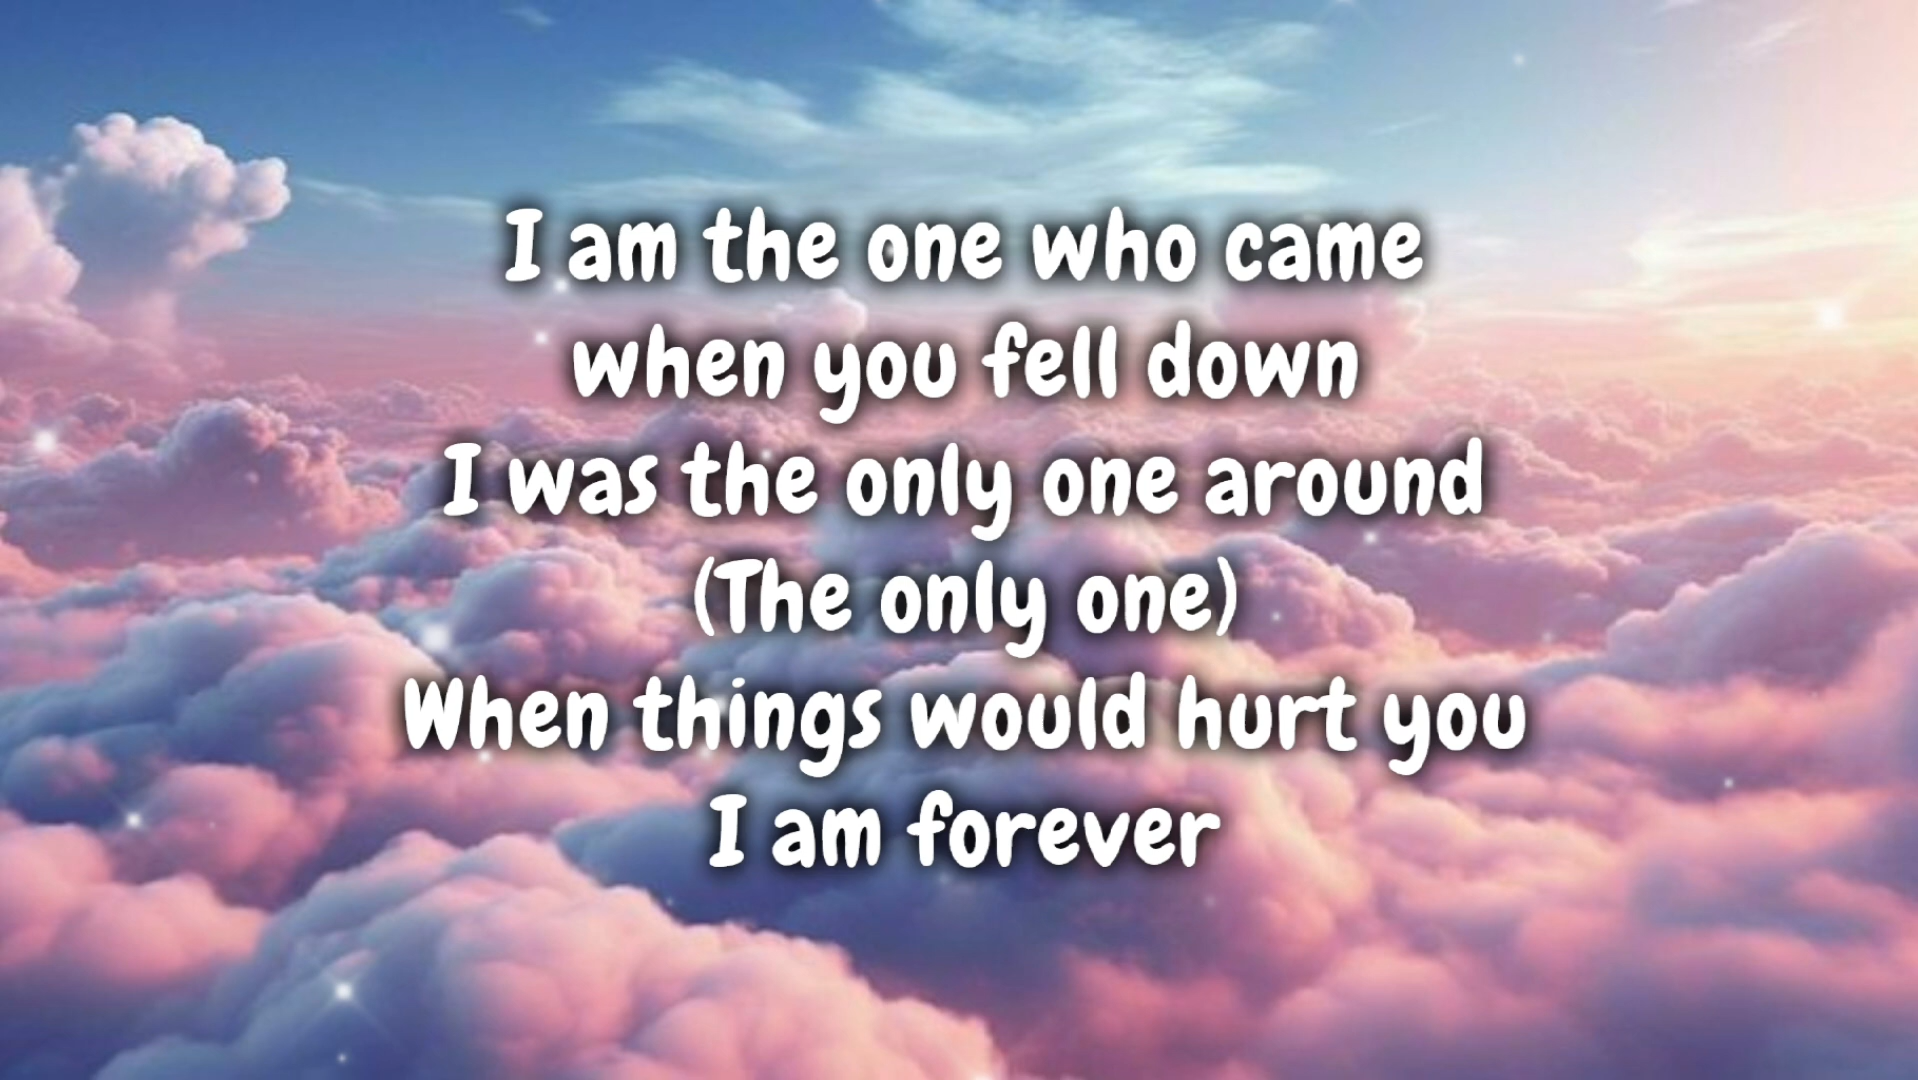 I am the one who came
when you fell down
I was the only one around
(The only one)
When things would hurt you
I am forever